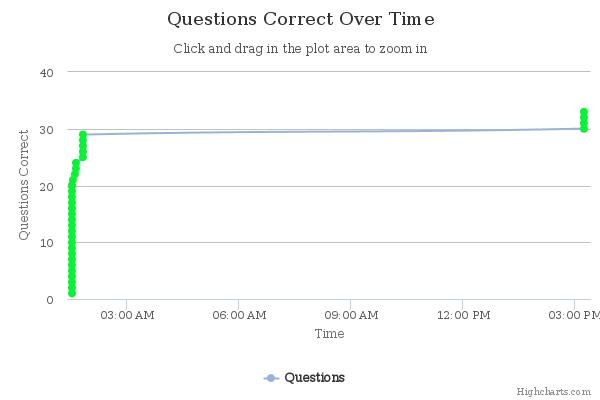 Questions Correct Over Time
Click and drag in the plot area to zoom in
Questions Correct
40
30
20
10
0
03:00 AM
06:00 AM
09:00 AM
12:00 PM
03:00 PM
Time
Questions
Highcharts.com